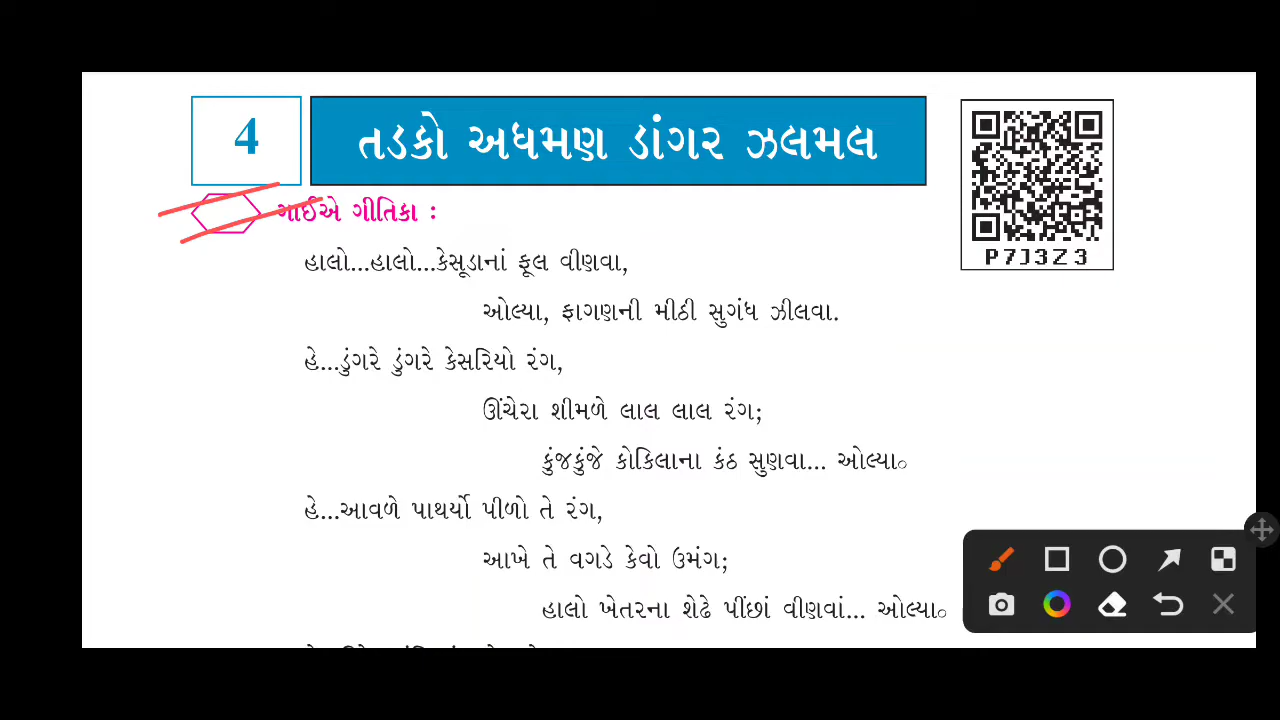 4
તડકો અધમણ ડાંગર ઝલમલ
P7J3Z3
ગાઈએ ગીતિકા :
હાલો...હાલો...કેસૂડાનાં ફૂલ વીણવા,
ઓલ્યા, ફાગણની મીઠી સુગંધ ઝીલવા.
હે...ડુંગરે ડુંગરે કેસરિયો રંગ,
ઊંચેરા શીમળે લાલ લાલ રંગ;
કુંજકુંજે કોકિલાના કંઠ સુણવા... ઓલ્યા૦
હે...આવળે પાથર્યો પીળો તે રંગ,
આખે તે વગડે કેવો ઉમંગ;
હાલો ખેતરના શેઢે પીંછાં વીણવાં... ઓલ્યા૦